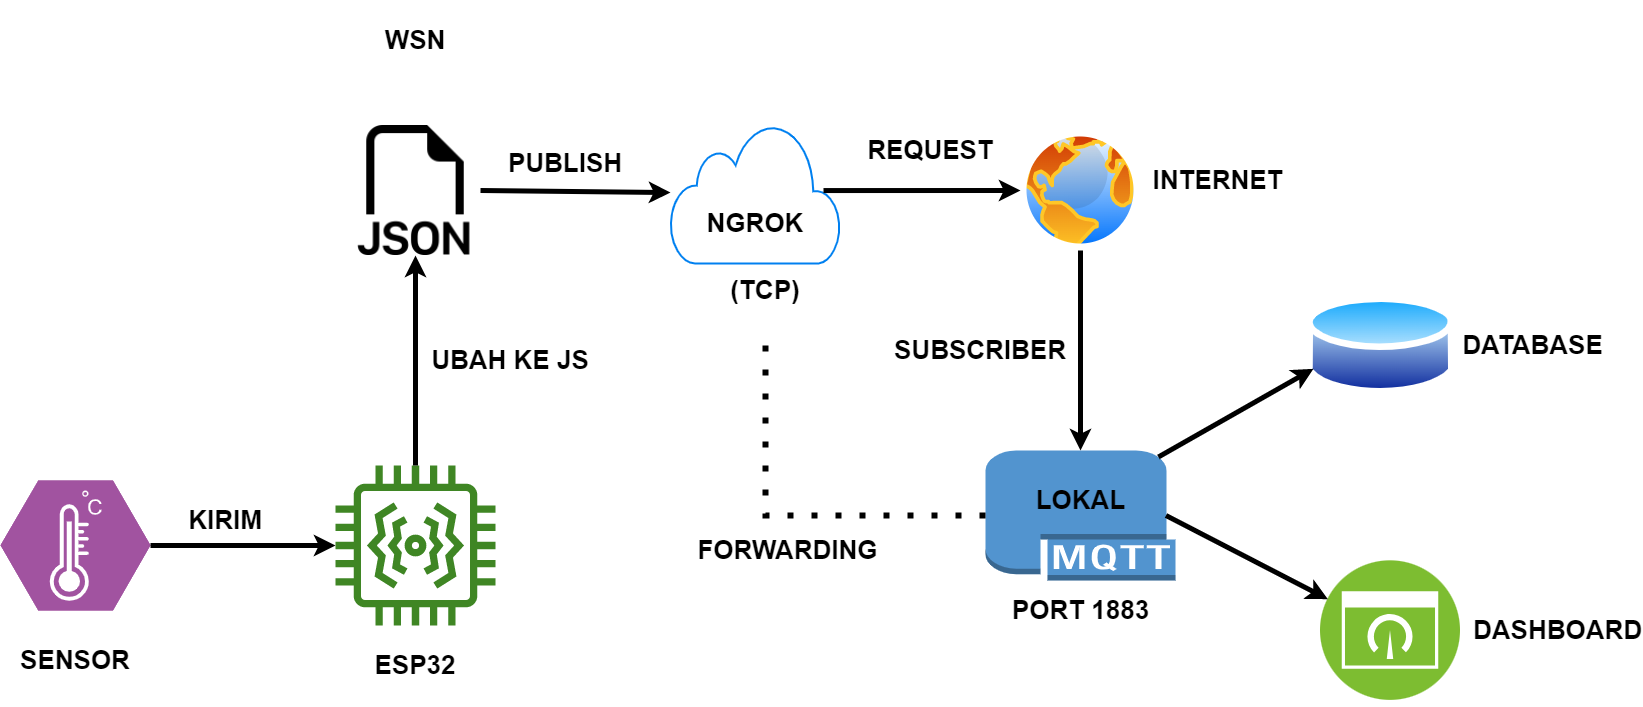 WSN
JSON
PUBLISH
NGROK
(TCP)
REQUEST
INTERNET
UBAH KE JS
SUBSCRIBER
DATABASE
KIRIM
°C
SENSOR
ESP32
FORWARDING
LOKAL
MQTT
PORT 1883
DASHBOARD